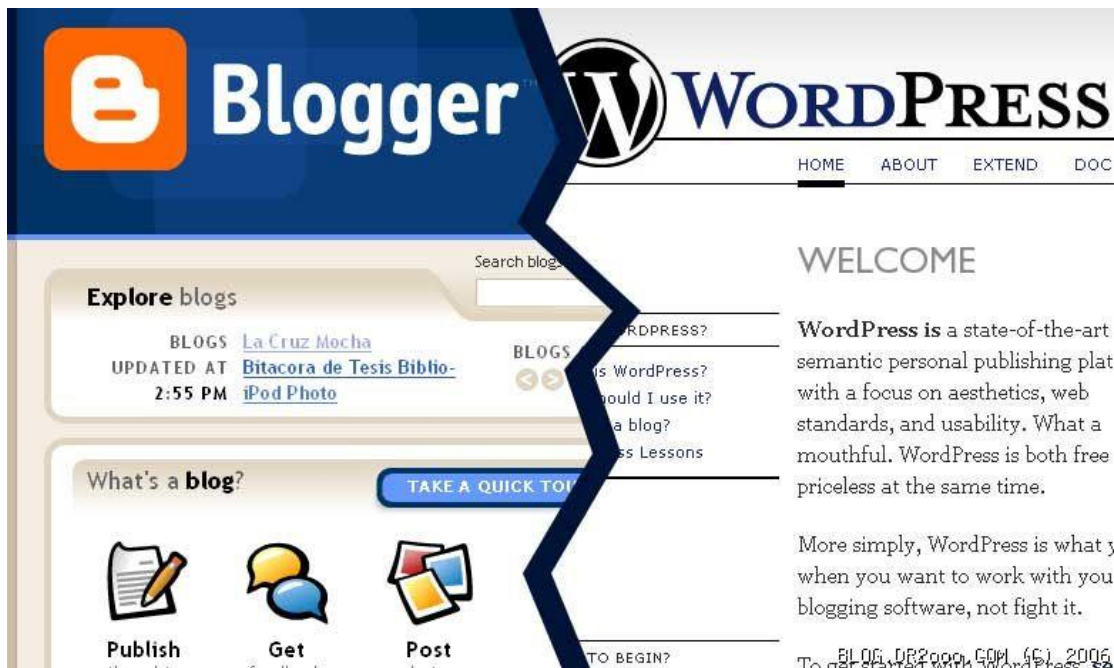 Blogger
Search blogs
Explore blogs
BLOGS
UPDATED AT
2:55 PM
La Cruz Mocha
Bitacora de Tesis Biblio-
iPod Photo
BLOGS
What's a blog?
TAKE A QUICK
Publish
Get
Post
W WORDPRESS
HOME ABOUT EXTEND DOC
WELCOME
WordPress is a state-of-the-art
semantic personal publishing
with a focus on aesthetics, web
standards, and usability. What a
mouthful. WordPress is both free
priceless at the same time.
More simply, WordPress is what
when you want to work with
blogging software, not fight it.
WordPress?
I use it?
a blog?
Lessons
TO BEGIN?
2006